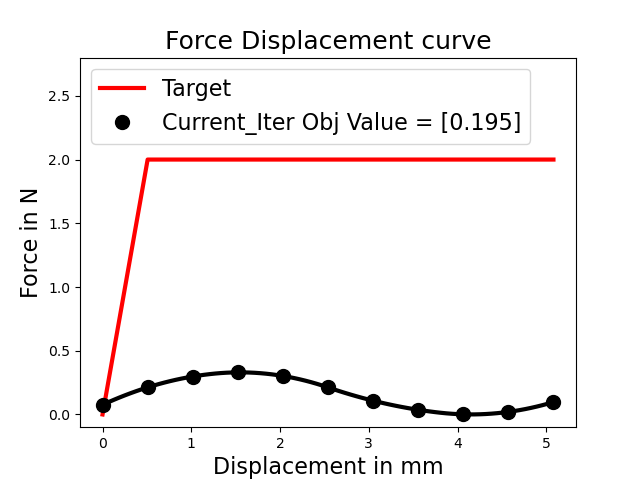 Force Displacement curve
Target
Current_Iter Obj Value = [0.195]
Force in N
2.5
2.0
1.5
1.0
0.5
0.0
0 1 2 3 4 5
Displacement in mm